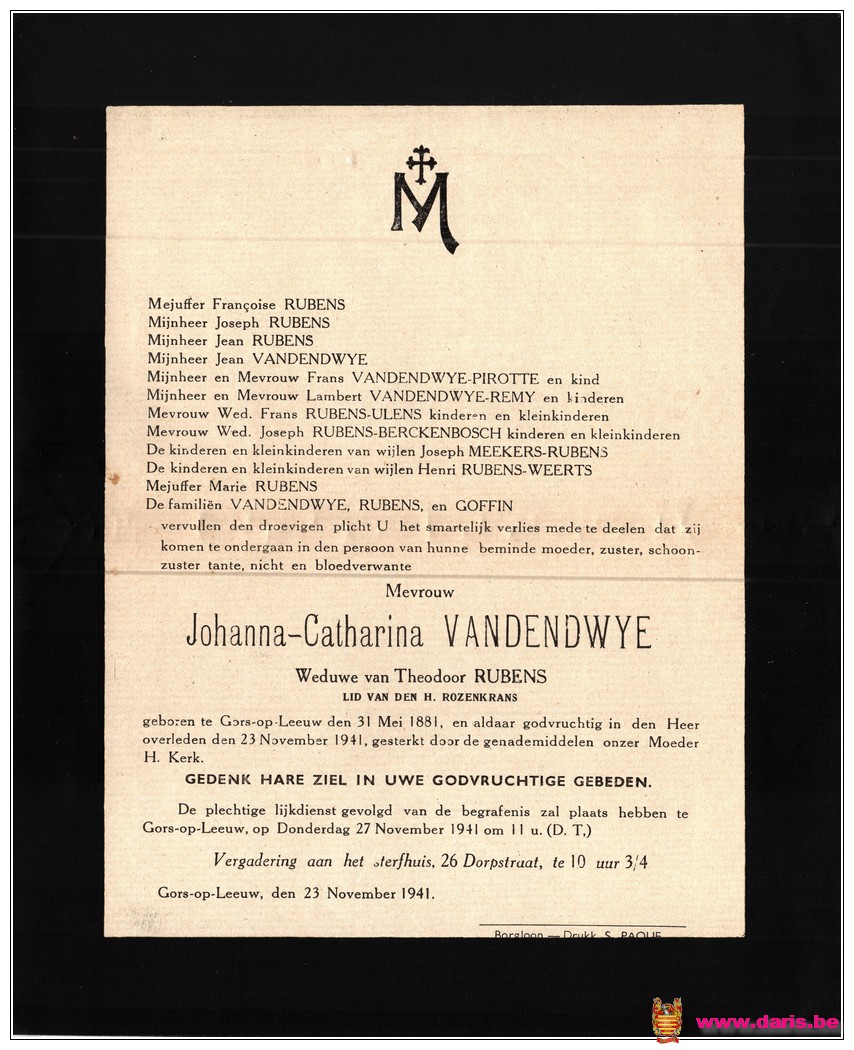 M
Mejuffer Françoise RUBENS
Mijnheer Joseph RUBENS
Mijnheer Jean RUBENS
Mijnheer Jean VANDENDWYE
Mijnheer en Mevrouw Frans VANDENDWYE-PIROTTE en kind
Mijnheer en Mevrouw Lambert VANDENDWYE-REMY en kinderen
Mevrouw Wed. Frans RUBENS-ULENS kinderen en kleinkinderen
Mevrouw Wed. Joseph RUBENS-BERCKENBOSCH kinderen en kleinkinderen
De kinderen en kleinkinderen van wijlen Joseph MEEKERS-RUBENS
De kinderen en kleinkinderen van wijlen Henri RUBENS-WEERTS
Mejuffer Marie RUBENS
De familiën VANDENDWYE, RUBENS, en GOFFIN
vervullen den droevigen plicht U het smartelijk verlies mede te deelen dat zij
komen te ondergaan in den persoon van hunne beminde moeder, zuster, schoon-
zuster tante, nicht en bloedverwante
Mevrouw
Johanna-Catharina VANDENDWYE
Weduwe van Theodoor RUBENS
LID VAN DEN H. ROZENKRANS
geboren te Gors-op-Leeuw den 31 Mei 1881, en aldaar godvruchtig in den Heer
overleden den 23 November 1941, gesterkt door de genademiddelen onzer Moeder
H. Kerk.
GEDENK HARE ZIEL IN UWE GODVRUCHTIGE GEBEDEN.
De plechtige lijkdienst gevolgd van de begrafenis zal plaats hebben te
Gors-op-Leeuw, op Donderdag 27 November 1941 om 11 u. (D. T,)
Vergadering aan het sterfhuis, 26 Dorpstraat, te 10 uur 3/4
Gors-op-Leeuw, den 23 November 1941.
Borgloon — Drukk. S. PAQUE
www.daris.be